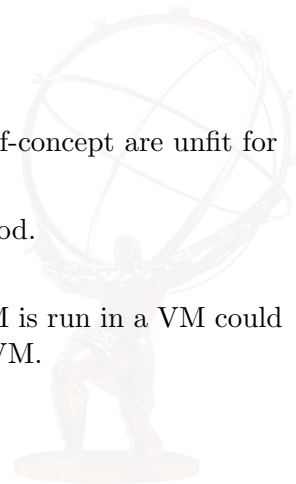 f-concept are unfit for
od.
M is run in a VM could
VM.